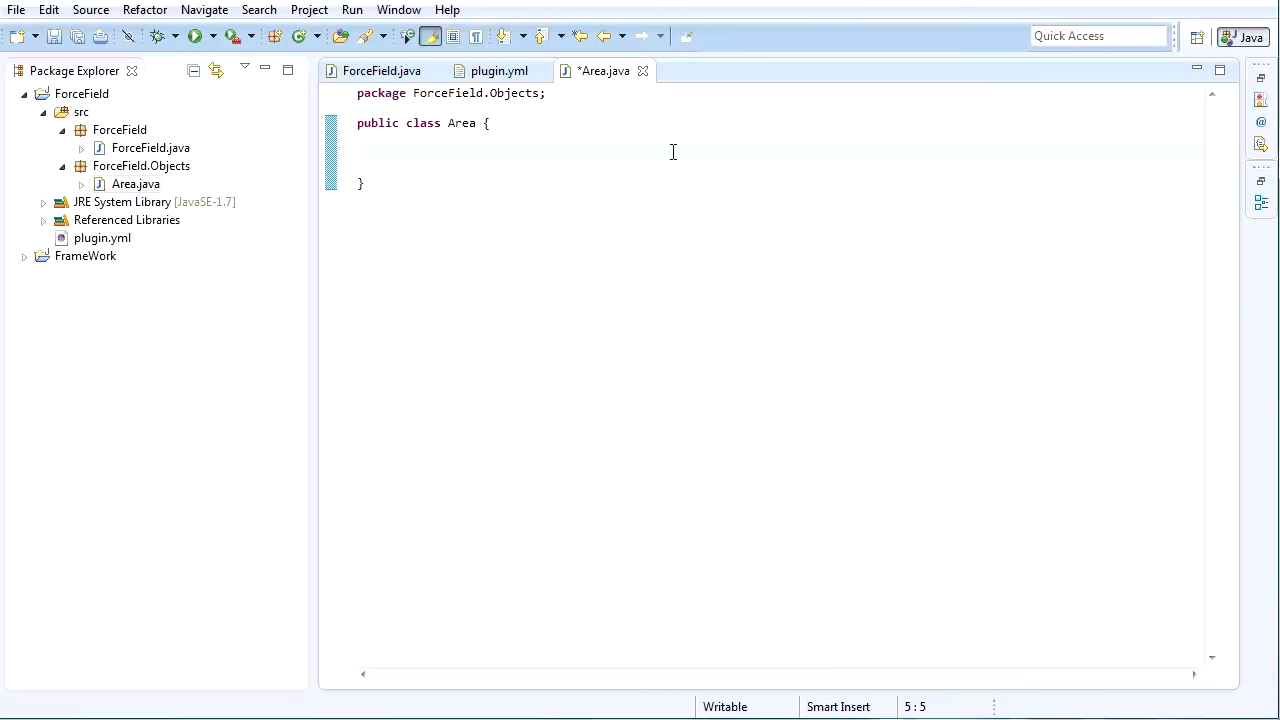 File Edit Source Refactor Navigate Search Project Run Window Help
Quick Access
Java
Package Explorer
ForceField.java
plugin.yml
*Area.java
ForceField
src
ForceField
ForceField.java
ForceField.Objects
Area.java
JRE System Library [JavaSE-1.7]
Referenced Libraries
plugin.yml
FrameWork
package ForceField.Objects;
public class Area {
}
Writable
Smart Insert
5 : 5